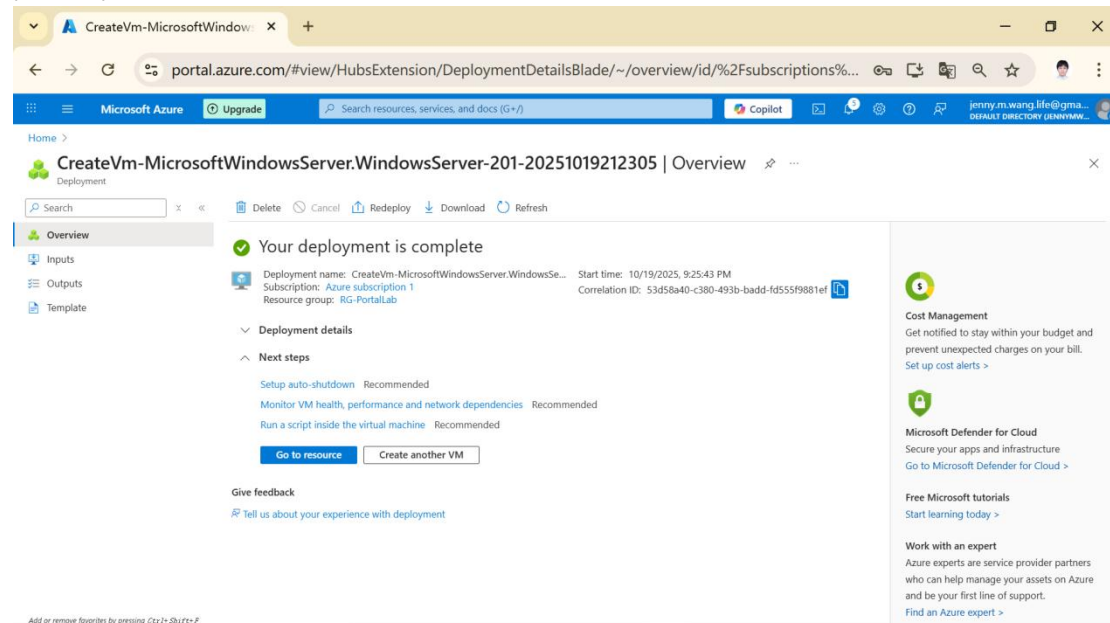 CreateVm-MicrosoftWindow
portal.azure.com/#view/HubsExtension/DeploymentDetailsBlade/~/overview/id/%2Fsubscriptions%...
Microsoft Azure
Upgrade
Search resources, services, and docs (G+/)
Copilot
3
jenny.m.wang.life@gma...
DEFAULT DIRECTORY (JENNYMW...
Home >
CreateVm-MicrosoftWindowsServer.WindowsServer-201-20251019212305 | Overview
Deployment
Search
Delete Cancel Redeploy Download Refresh
Overview
Inputs
Outputs
Template
Your deployment is complete
Deployment name: CreateVm-MicrosoftWindowsServer.WindowsSe...
Subscription: Azure subscription 1
Resource group: RG-PortalLab
Start time: 10/19/2025, 9:25:43 PM
Correlation ID: 53d58a40-c380-493b-badd-fd555f9881ef
Deployment details
Next steps
Setup auto-shutdown Recommended
Monitor VM health, performance and network dependencies Recommended
Run a script inside the virtual machine Recommended
Go to resource
Create another VM
Give feedback
Tell us about your experience with deployment
Cost Management
Get notified to stay within your budget and
prevent unexpected charges on your bill.
Set up cost alerts >
Microsoft Defender for Cloud
Secure your apps and infrastructure
Go to Microsoft Defender for Cloud >
Free Microsoft tutorials
Start learning today >
Work with an expert
Azure experts are service provider partners
who can help manage your assets on Azure
and be your first line of support.
Find an Azure expert >
Add or remove favorites by pressing Ctrl+Shift+F